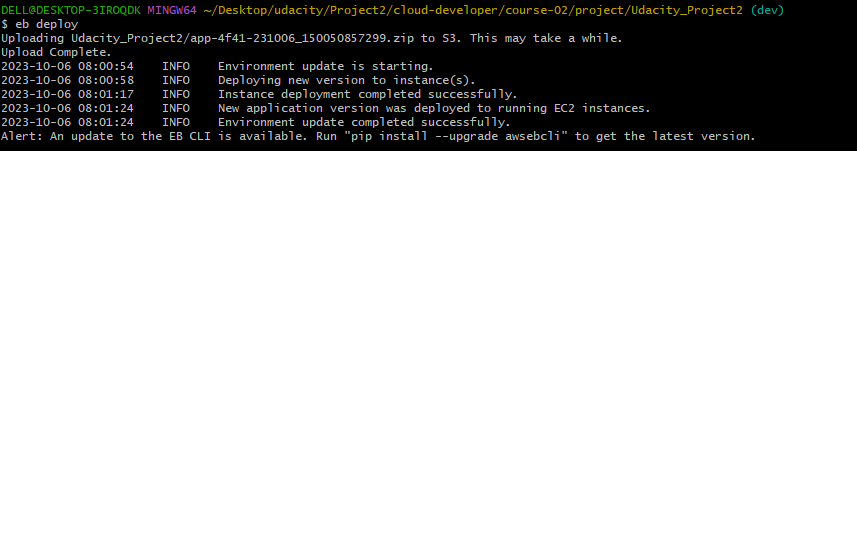 DELL@DESKTOP-3IROQDK MINGW64 ~/Desktop/udacity/Project2/cloud-developer/course-02/project/Udacity_Project2 (dev)
$ eb deploy
Uploading Udacity_Project2/app-4f41-231006_150050857299.zip to S3. This may take a while.
Upload Complete.
2023-10-06 08:00:54    INFO    Environment update is starting.
2023-10-06 08:00:58    INFO    Deploying new version to instance(s).
2023-10-06 08:01:17    INFO    Instance deployment completed successfully.
2023-10-06 08:01:24    INFO    New application version was deployed to running EC2 instances.
2023-10-06 08:01:24    INFO    Environment update completed successfully.
Alert: An update to the EB CLI is available. Run "pip install --upgrade awsebcli" to get the latest version.